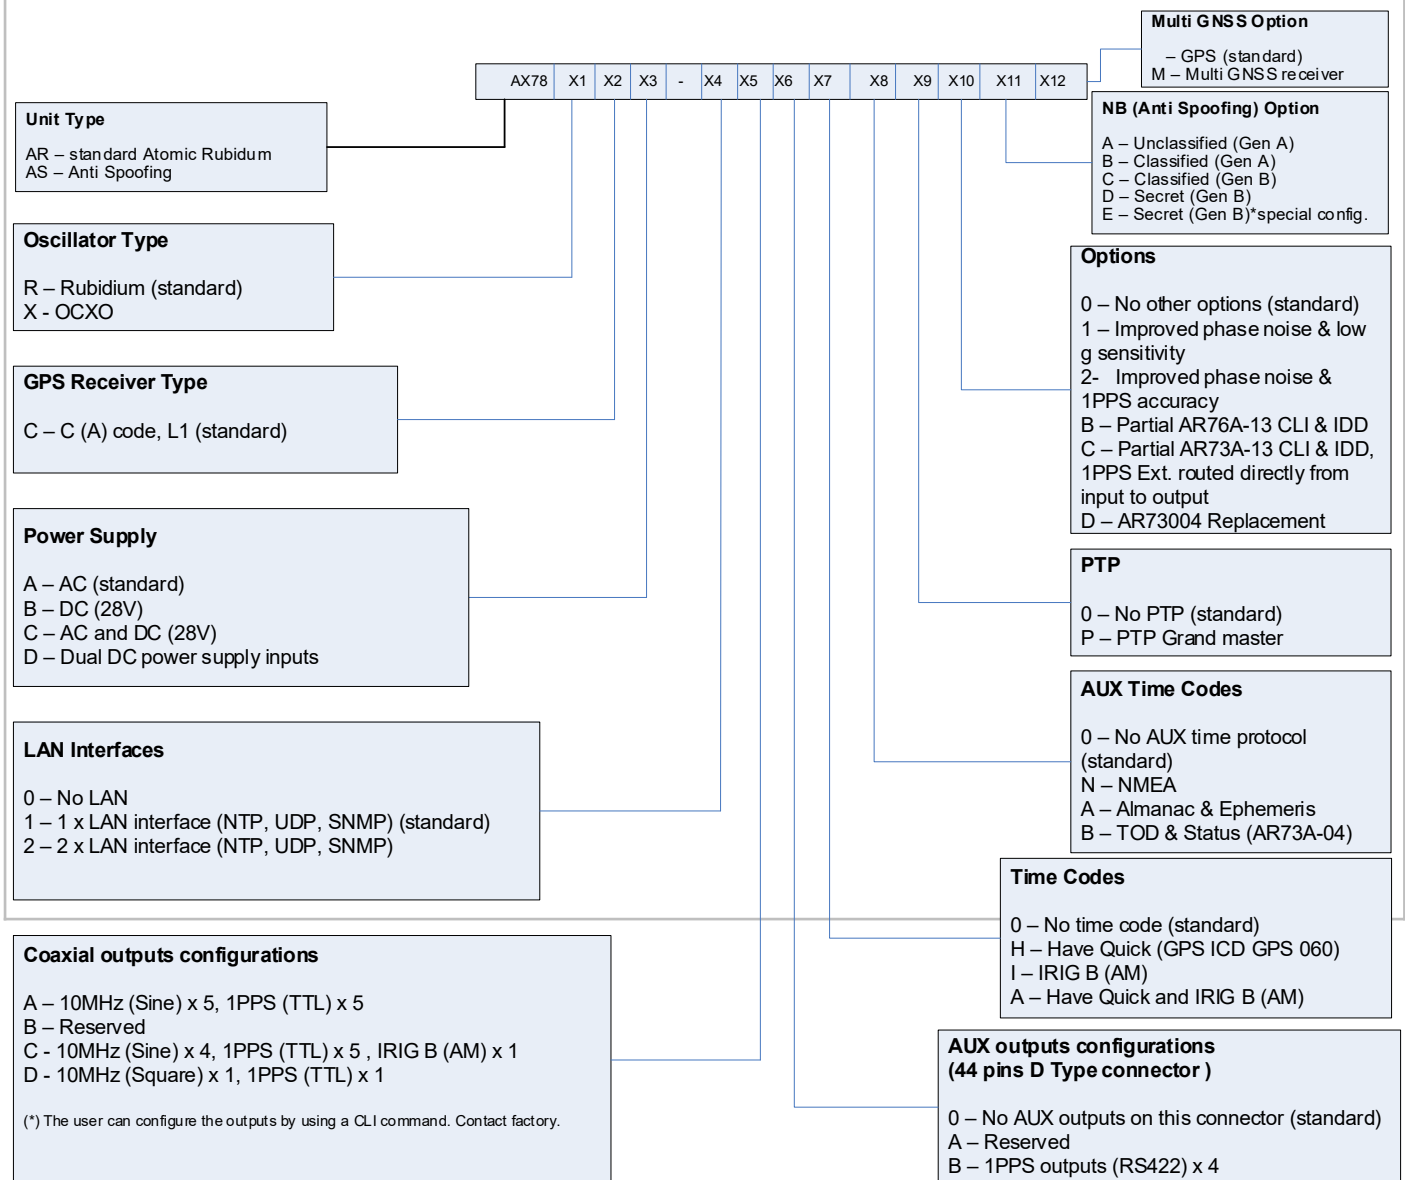 Multi GNSS Option
– GPS (standard)
M – Multi GNSS receiver
AX78 X1 X2 X3 - X4 X5 X6 X7 X8 X9 X10 X11 X12
Unit Type
AR – standard Atomic Rubidum
AS – Anti Spoofing
NB (Anti Spoofing) Option
A – Unclassified (Gen A)
B – Classified (Gen A)
C – Classified (Gen B)
D – Secret (Gen B)
E – Secret (Gen B)*special config.
Oscillator Type
R – Rubidium (standard)
X - OCXO
Options
0 – No other options (standard)
1 – Improved phase noise & low
g sensitivity
2- Improved phase noise &
1PPS accuracy
B – Partial AR76A-13 CLI & IDD
C – Partial AR73A-13 CLI & IDD,
1PPS Ext. routed directly from
input to output
D – AR73004 Replacement
GPS Receiver Type
C – C (A) code, L1 (standard)
Power Supply
A – AC (standard)
B – DC (28V)
C – AC and DC (28V)
D – Dual DC power supply inputs
PTP
0 – No PTP (standard)
P – PTP Grand master
AUX Time Codes
0 – No AUX time protocol
(standard)
N – NMEA
A – Almanac & Ephemeris
B – TOD & Status (AR73A-04)
LAN Interfaces
0 – No LAN
1 – 1 x LAN interface (NTP, UDP, SNMP) (standard)
2 – 2 x LAN interface (NTP, UDP, SNMP)
Time Codes
0 – No time code (standard)
H – Have Quick (GPS ICD GPS 060)
I – IRIG B (AM)
A – Have Quick and IRIG B (AM)
Coaxial outputs configurations
A – 10MHz (Sine) x 5, 1PPS (TTL) x 5
B – Reserved
C - 10MHz (Sine) x 4, 1PPS (TTL) x 5 , IRIG B (AM) x 1
D - 10MHz (Square) x 1, 1PPS (TTL) x 1
(*) The user can configure the outputs by using a CLI command. Contact factory.
AUX outputs configurations
(44 pins D Type connector )
0 – No AUX outputs on this connector (standard)
A – Reserved
B – 1PPS outputs (RS422) x 4